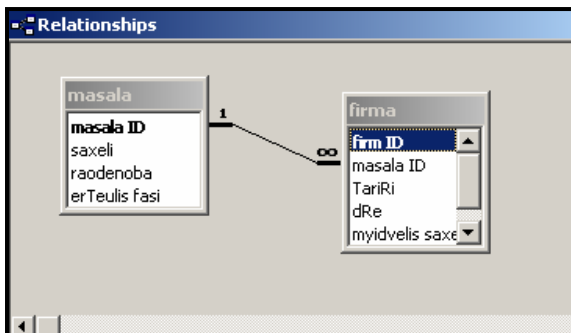 Relationships
masala
masala ID
saxeli
raodenoba
erTeulis fasi
1
∞
firma
firm ID
masala ID
TariRi
dRe
myidvelis saxe